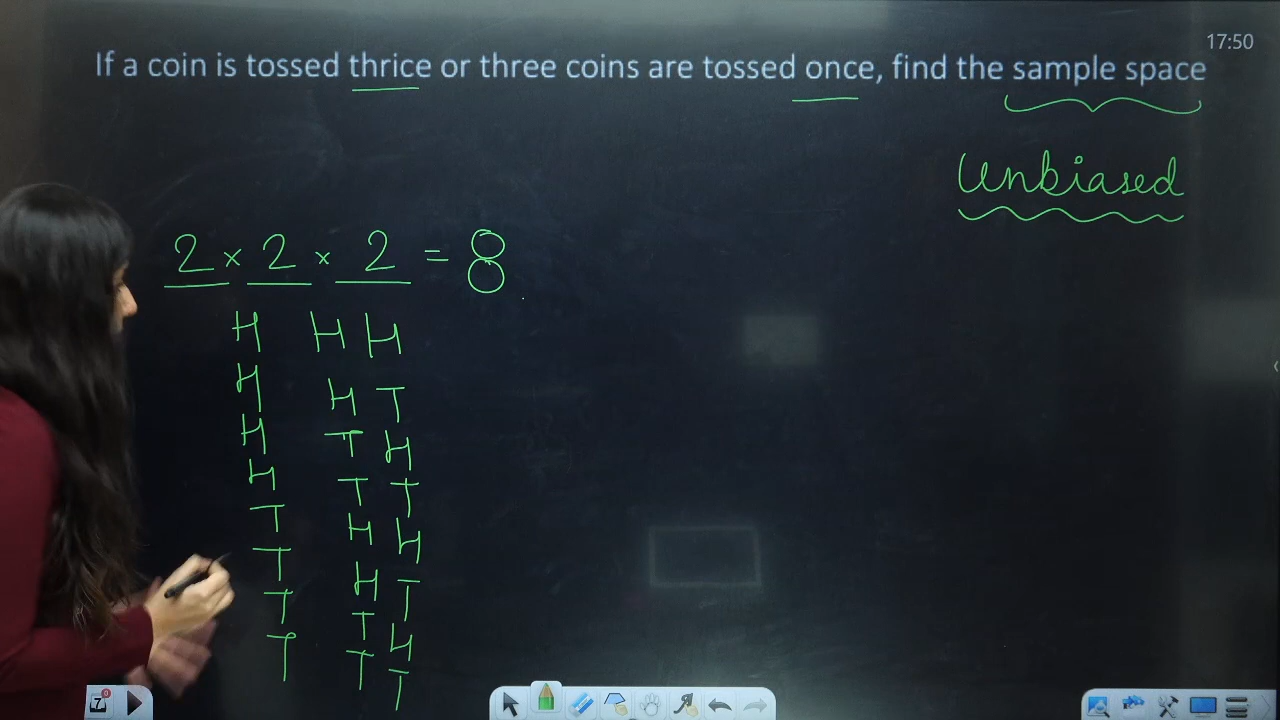 17:50
If a coin is tossed thrice or three coins are tossed once, find the sample space
Unbiased
2 × 2 × 2 = 8
H H H
H H T
H T H
H T T
T H H
T H T
T T H
T T T